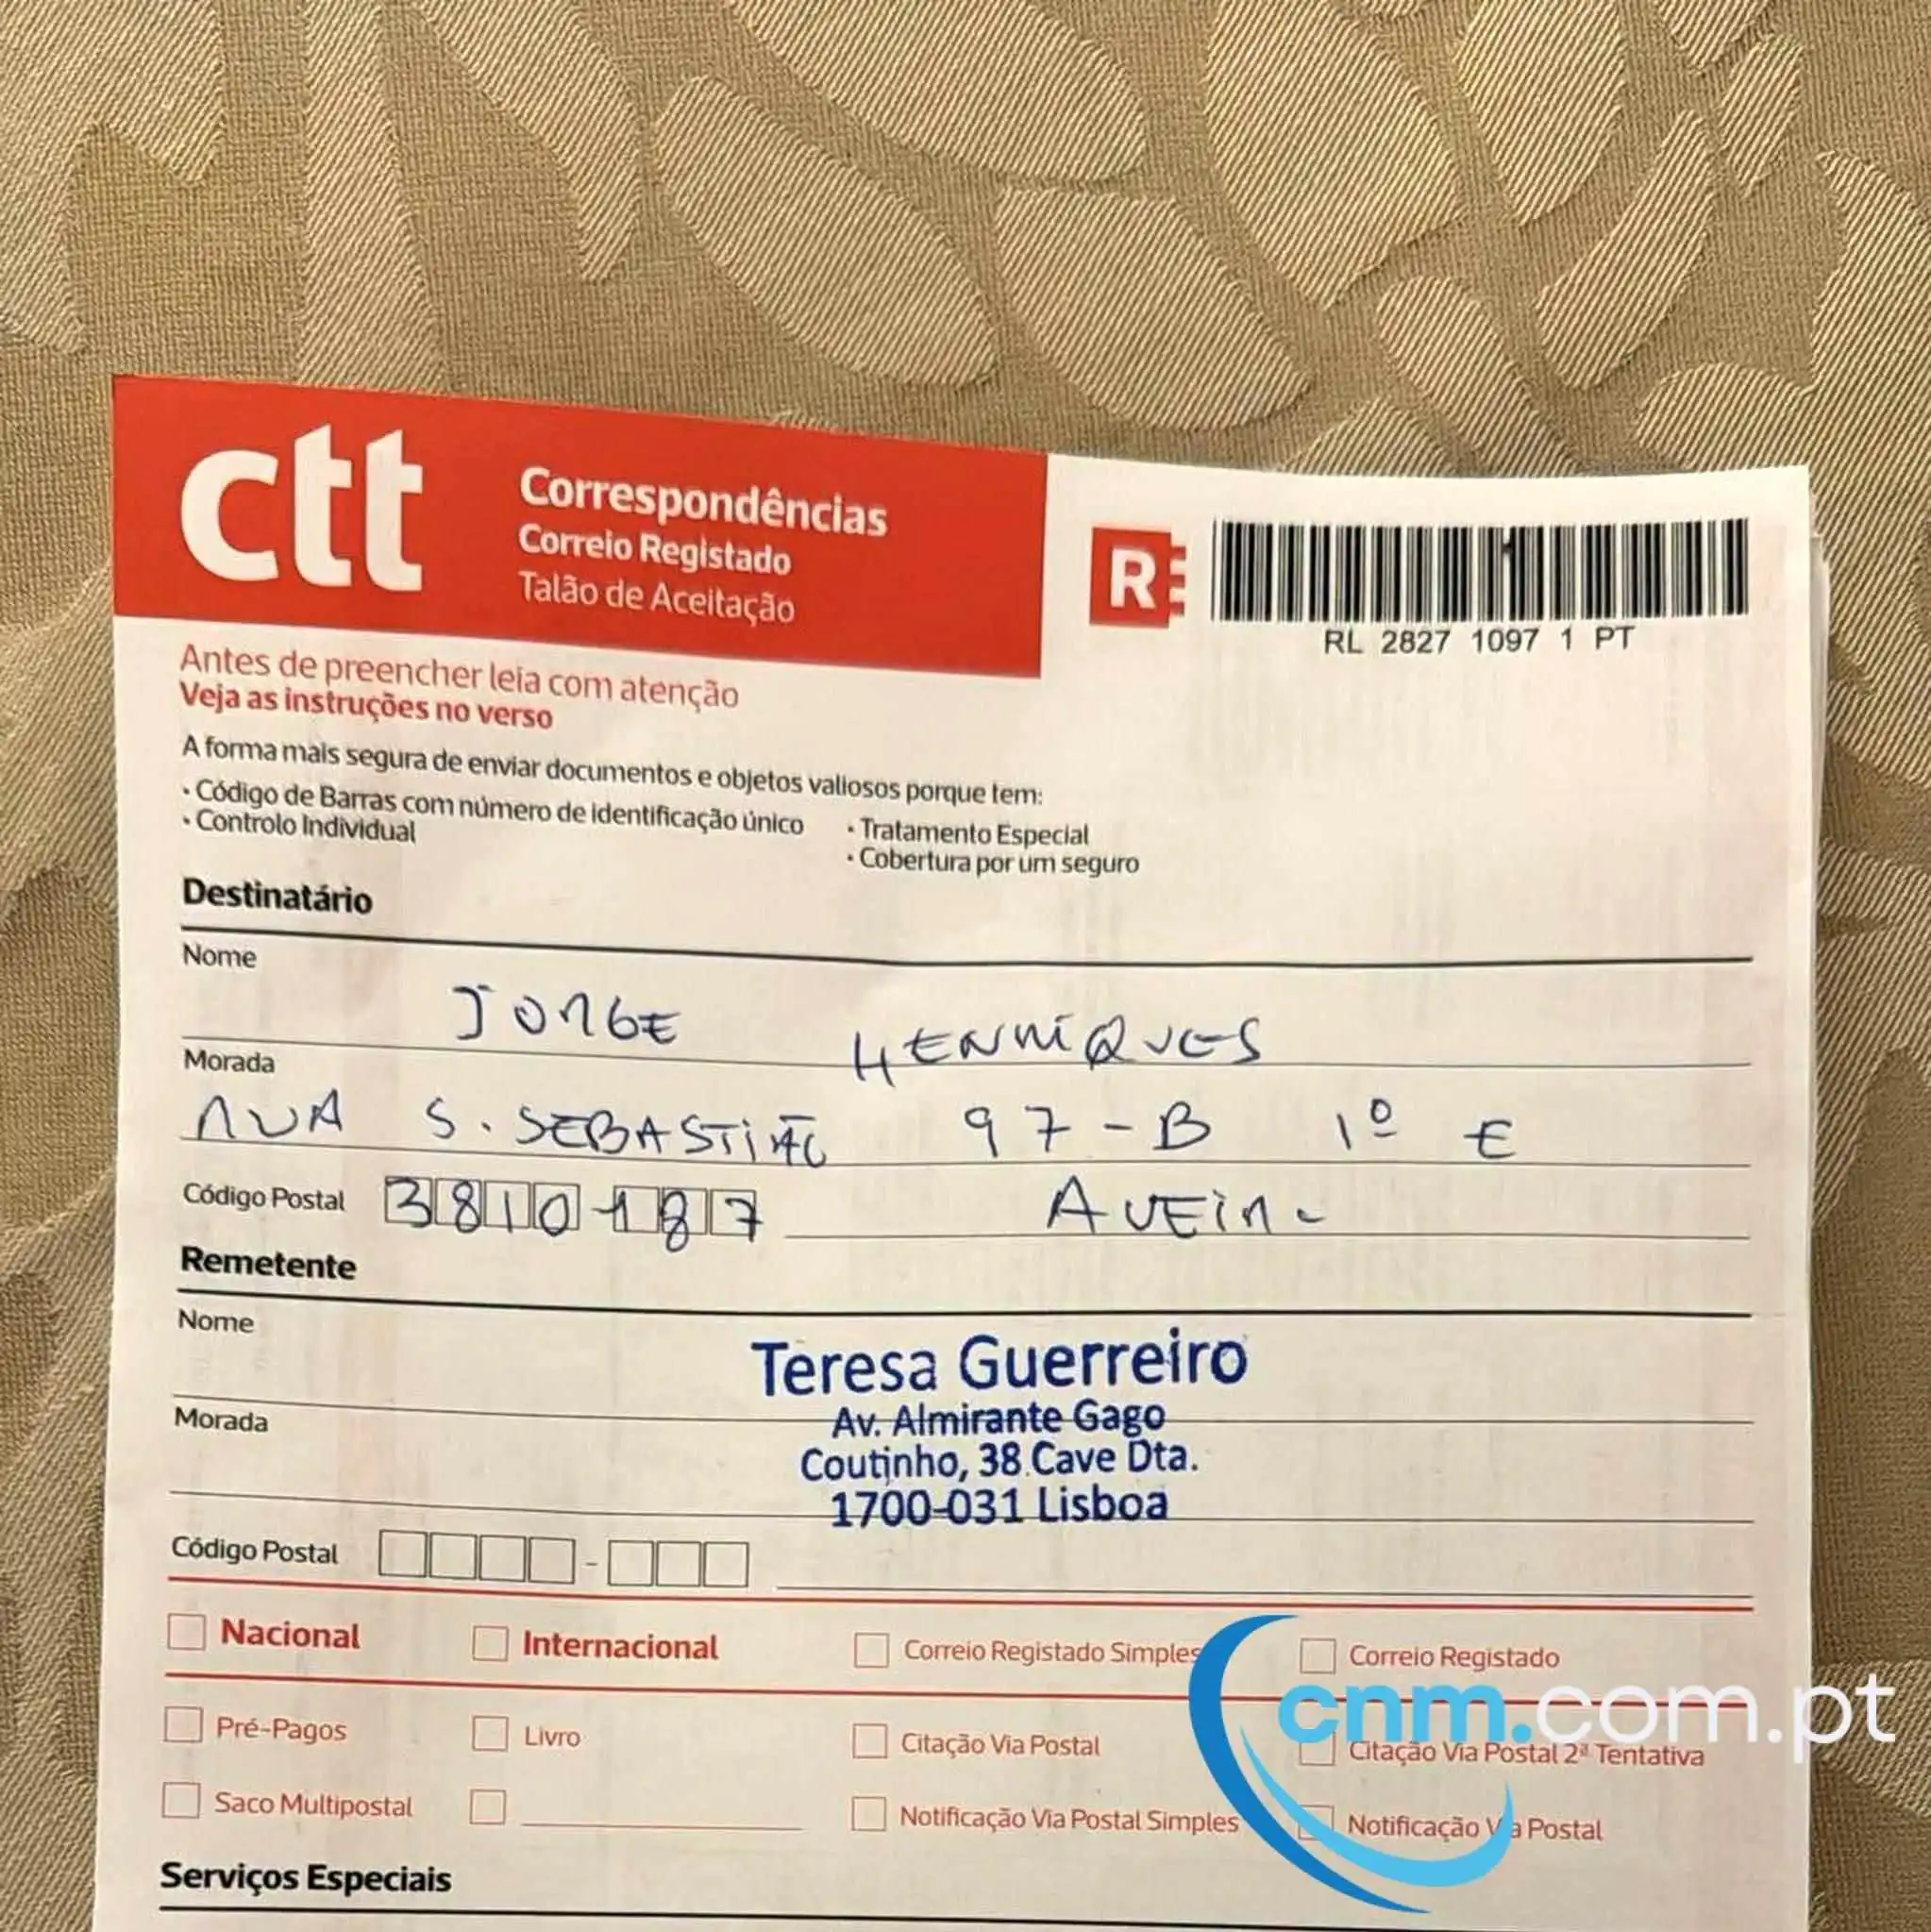 ctt
Correspondências
Correio Registado
Talão de Aceitação
R
RL 2827 1097 1 PT
Antes de preencher leia com atenção
Veja as instruções no verso
A forma mais segura de enviar documentos e objetos valiosos porque tem:
• Código de Barras com número de identificação único
• Controlo Individual
• Tratamento Especial
• Cobertura por um seguro
Destinatário
Nome
JORGE HENRIQUES
Morada
RUA S. SEBASTIÃO 97-B 1º E
Código Postal 3810-187 AVEIRO
Remetente
Nome
Teresa Guerreiro
Morada
Av. Almirante Gago
Coutinho, 38 Cave Dta.
1700-031 Lisboa
Código Postal -
Nacional Internacional Correio Registado Simples Correio Registado
cnm.com.pt
Pré-Pagos Livro Citação Via Postal Citação Via Postal 2ª Tentativa
Saco Multipostal Notificação Via Postal Simples Notificação Via Postal
Serviços Especiais